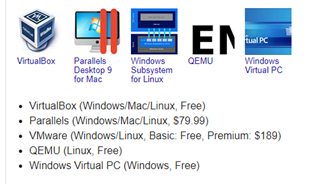 EN
VirtualBox
Parallels
Desktop 9
for Mac
Windows
Subsystem
for Linux
QEMU
Windows
Virtual PC
VirtualBox (Windows/Mac/Linux, Free)
Parallels (Windows/Mac/Linux, $79.99)
VMware (Windows/Linux, Basic: Free, Premium: $189)
QEMU (Linux, Free)
Windows Virtual PC (Windows, Free)